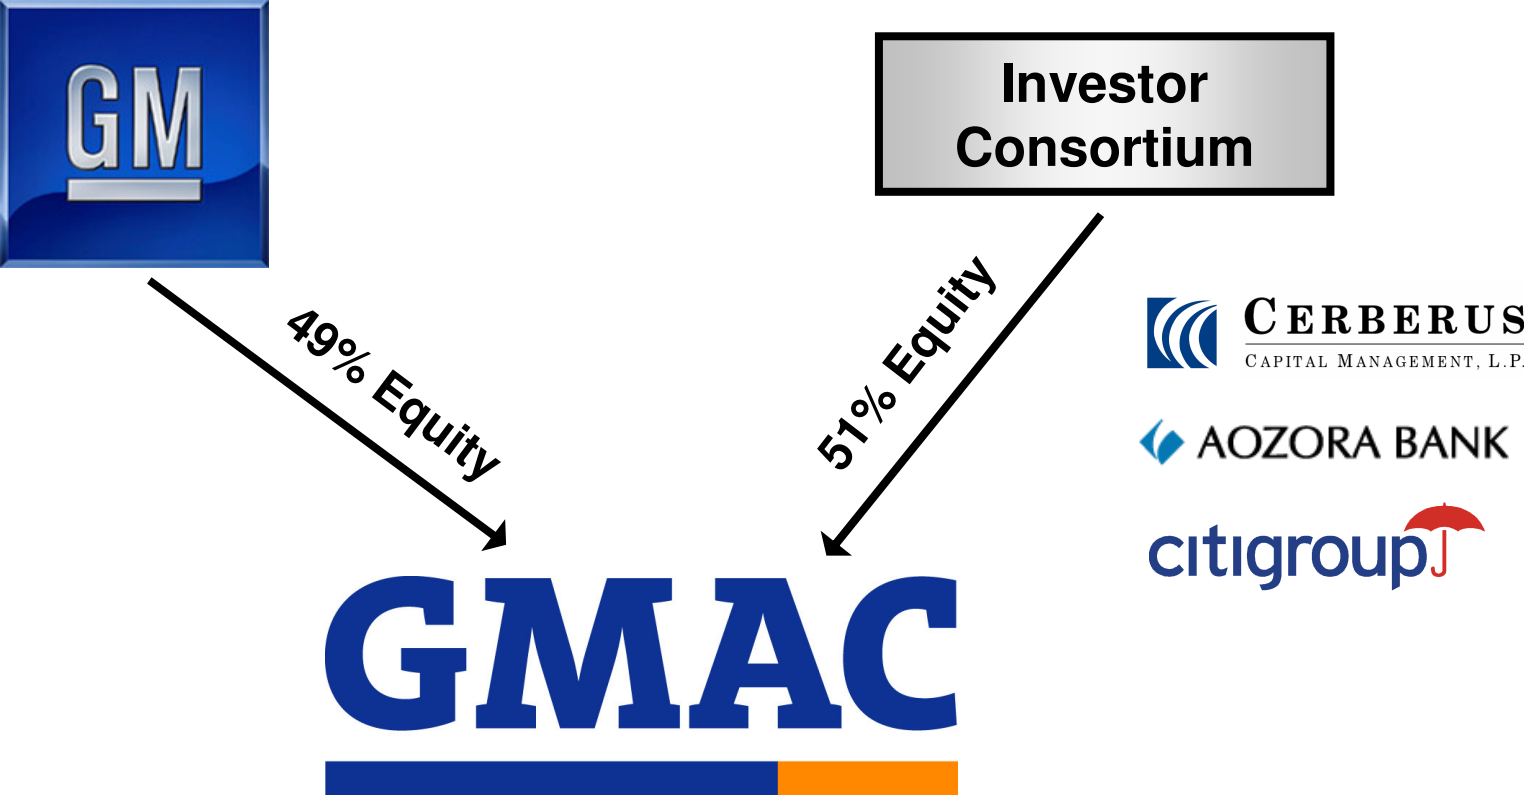 GM
Investor
Consortium
49% Equity
51% Equity
CERBERUS
CAPITAL MANAGEMENT, L.P.
AOZORA BANK
citigroup
GMAC